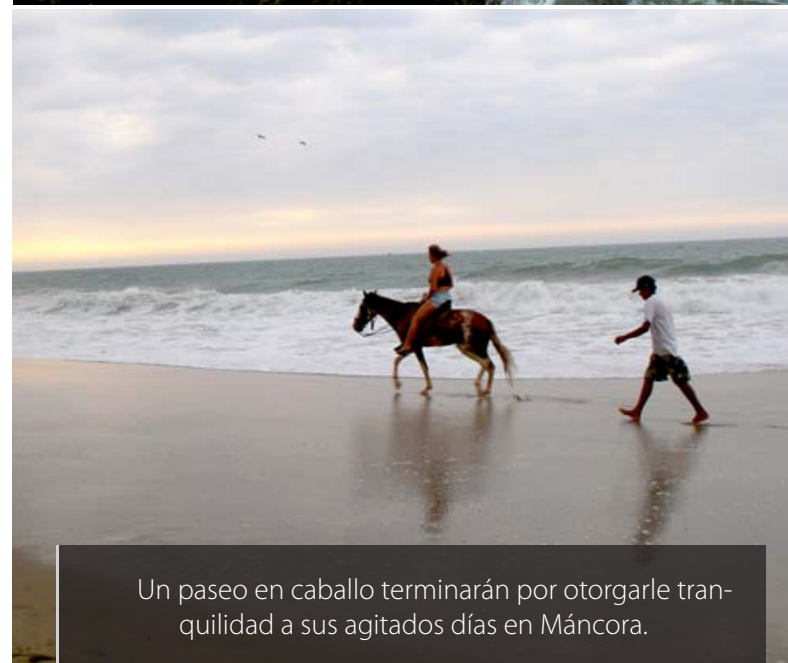 Un paseo en caballo terminarán por otorgarle tran-
quilidad a sus agitados días en Máncora.